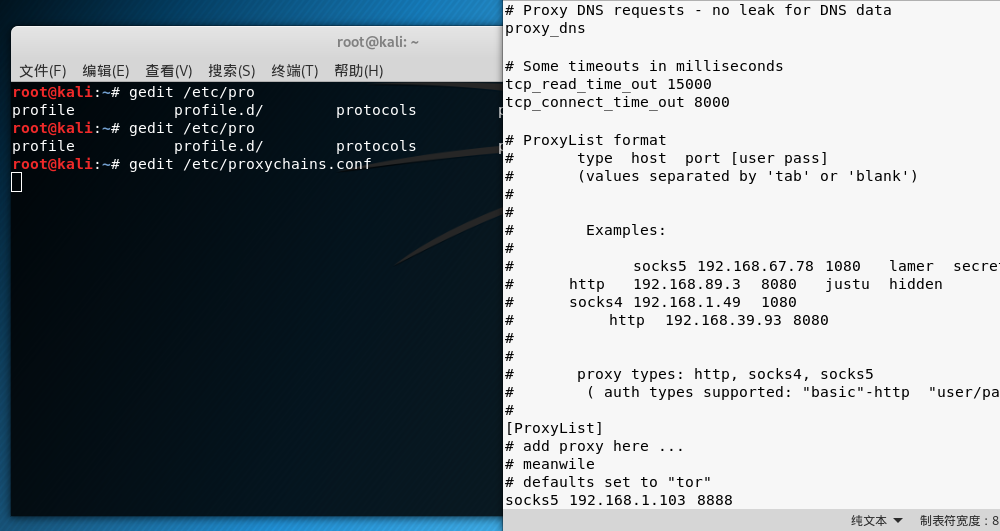 root@kali: ~
文件(F) 编辑(E) 查看(V) 搜索(S) 终端(T) 帮助(H)
root@kali:~# gedit /etc/pro
profile profile.d/ protocols
root@kali:~# gedit /etc/pro
profile profile.d/ protocols
root@kali:~# gedit /etc/proxychains.conf
# Proxy DNS requests - no leak for DNS data
proxy_dns
# Some timeouts in milliseconds
tcp_read_time_out 15000
tcp_connect_time_out 8000
# ProxyList format
# type host port [user pass]
# (values separated by 'tab' or 'blank')
#
#
# Examples:
#
# socks5 192.168.67.78 1080 lamer secret
# http 192.168.89.3 8080 justu hidden
# socks4 192.168.1.49 1080
# http 192.168.39.93 8080
#
#
# proxy types: http, socks4, socks5
# ( auth types supported: "basic"-http "user/pa
#
[ProxyList]
# add proxy here ...
# meanwile
# defaults set to "tor"
socks5 192.168.1.103 8888
纯文本 制表符宽度：8